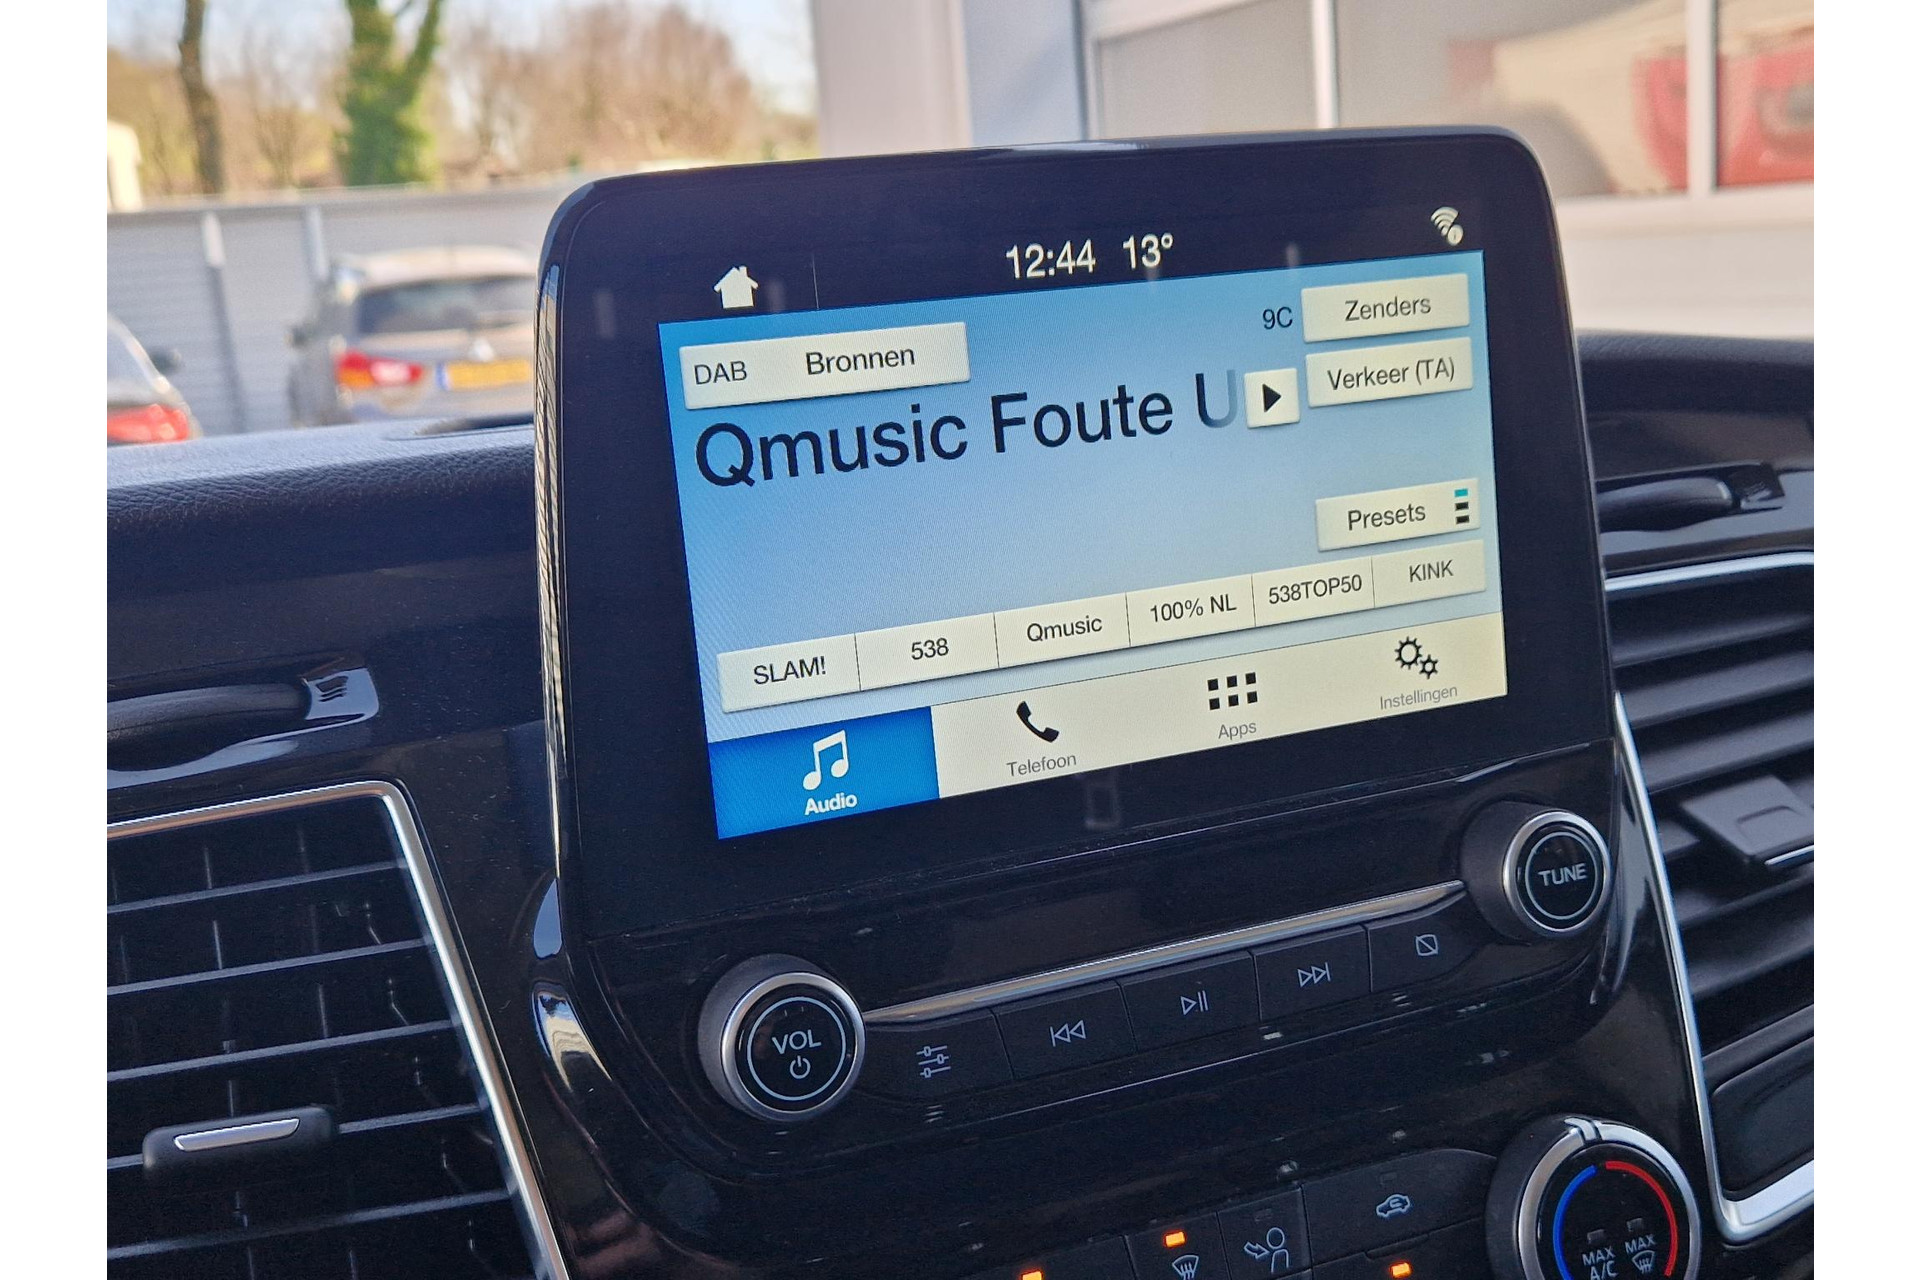 12:44 13°
DAB Bronnen
9C
Zenders
Qmusic Foute U
Verkeer (TA)
Presets
SLAM!
538
Qmusic
100% NL
538TOP50
KINK
Audio
Telefoon
Apps
Instellingen
TUNE
VOL
MAX
A/C
MAX